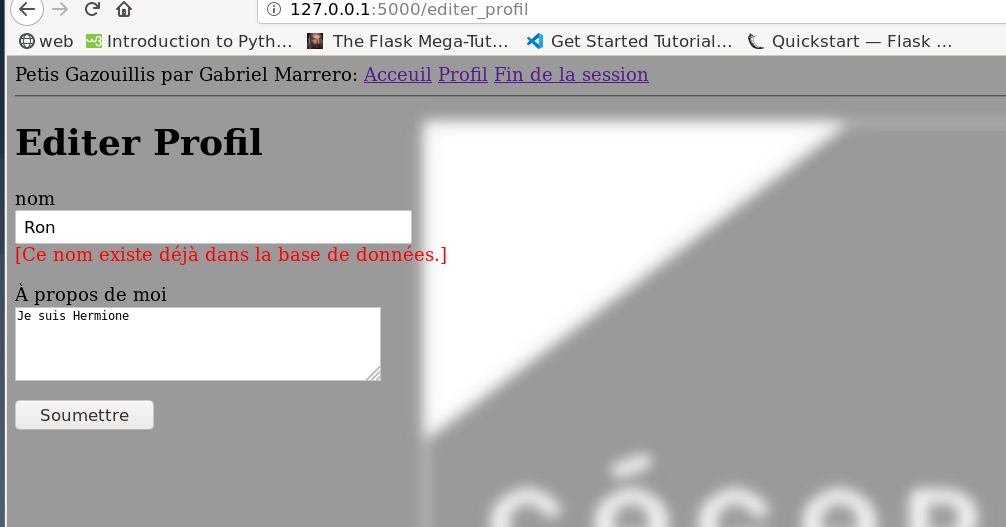 127.0.0.1:5000/editer_profil
web Introduction to Pyth... The Flask Mega-Tut... Get Started Tutorial... Quickstart — Flask ...
Petis Gazouillis par Gabriel Marrero: Acceuil Profil Fin de la session
Editer Profil
nom
Ron
[Ce nom existe déjà dans la base de données.]
À propos de moi
Je suis Hermione
Soumettre